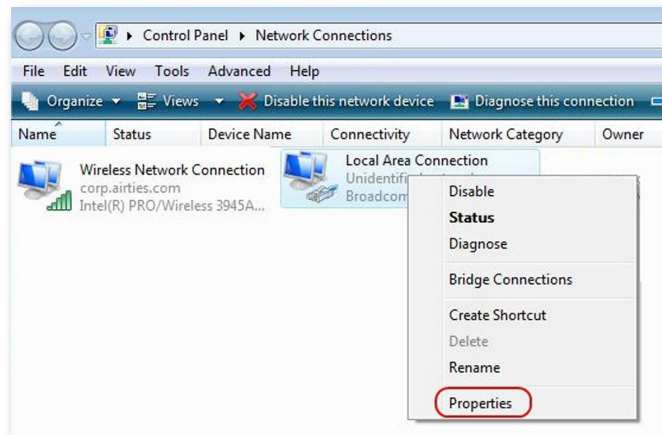 Control Panel Network Connections
File Edit View Tools Advanced Help
Organize Views Disable this network device Diagnose this connection
Name Status Device Name Connectivity Network Category Owner
Wireless Network Connection
corp.airties.com
Intel(R) PRO/Wireless 3945A...
Local Area Connection
Broadcom
Disable
Status
Diagnose
Bridge Connections
Create Shortcut
Delete
Rename
Properties